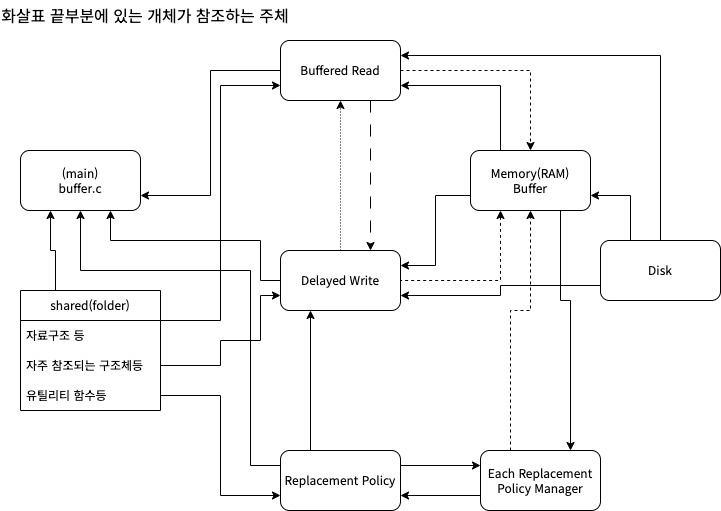 화살표 끝부분에 있는 개체가 참조하는 주체
Buffered Read
(main)
buffer.c
Memory(RAM)
Buffer
Delayed Write
Disk
shared(folder)
자료구조 등
자주 참조되는 구조체등
유틸리티 함수등
Replacement Policy
Each Replacement
Policy Manager